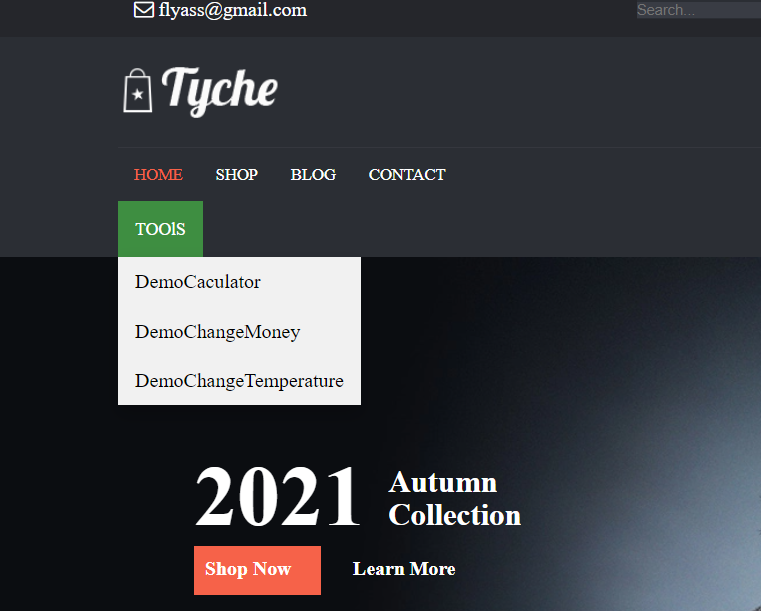 flyass@gmail.com
Search...
Tyche
HOME SHOP BLOG CONTACT
TOOlS
DemoCaculator
DemoChangeMoney
DemoChangeTemperature
2021 Autumn
Collection
Shop Now Learn More